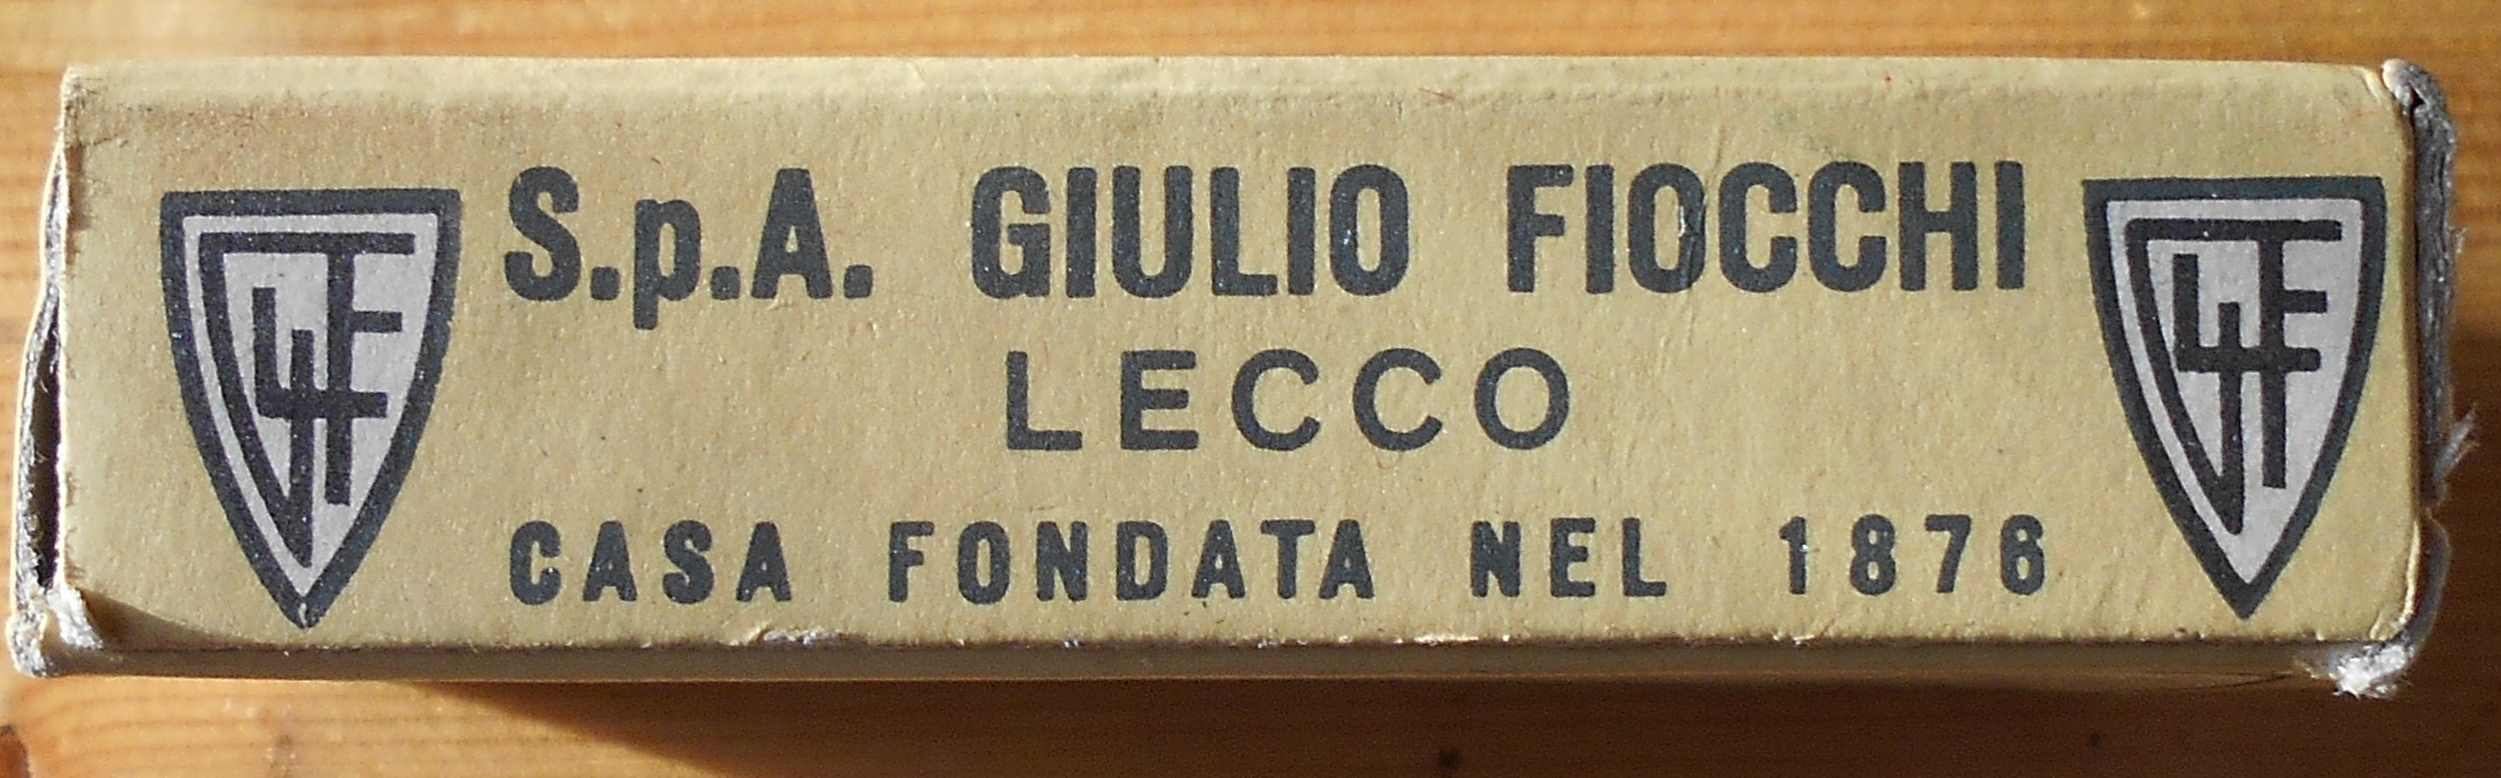 S.p.A. GIULIO FIOCCHI
LECCO
CASA FONDATA NEL 1876